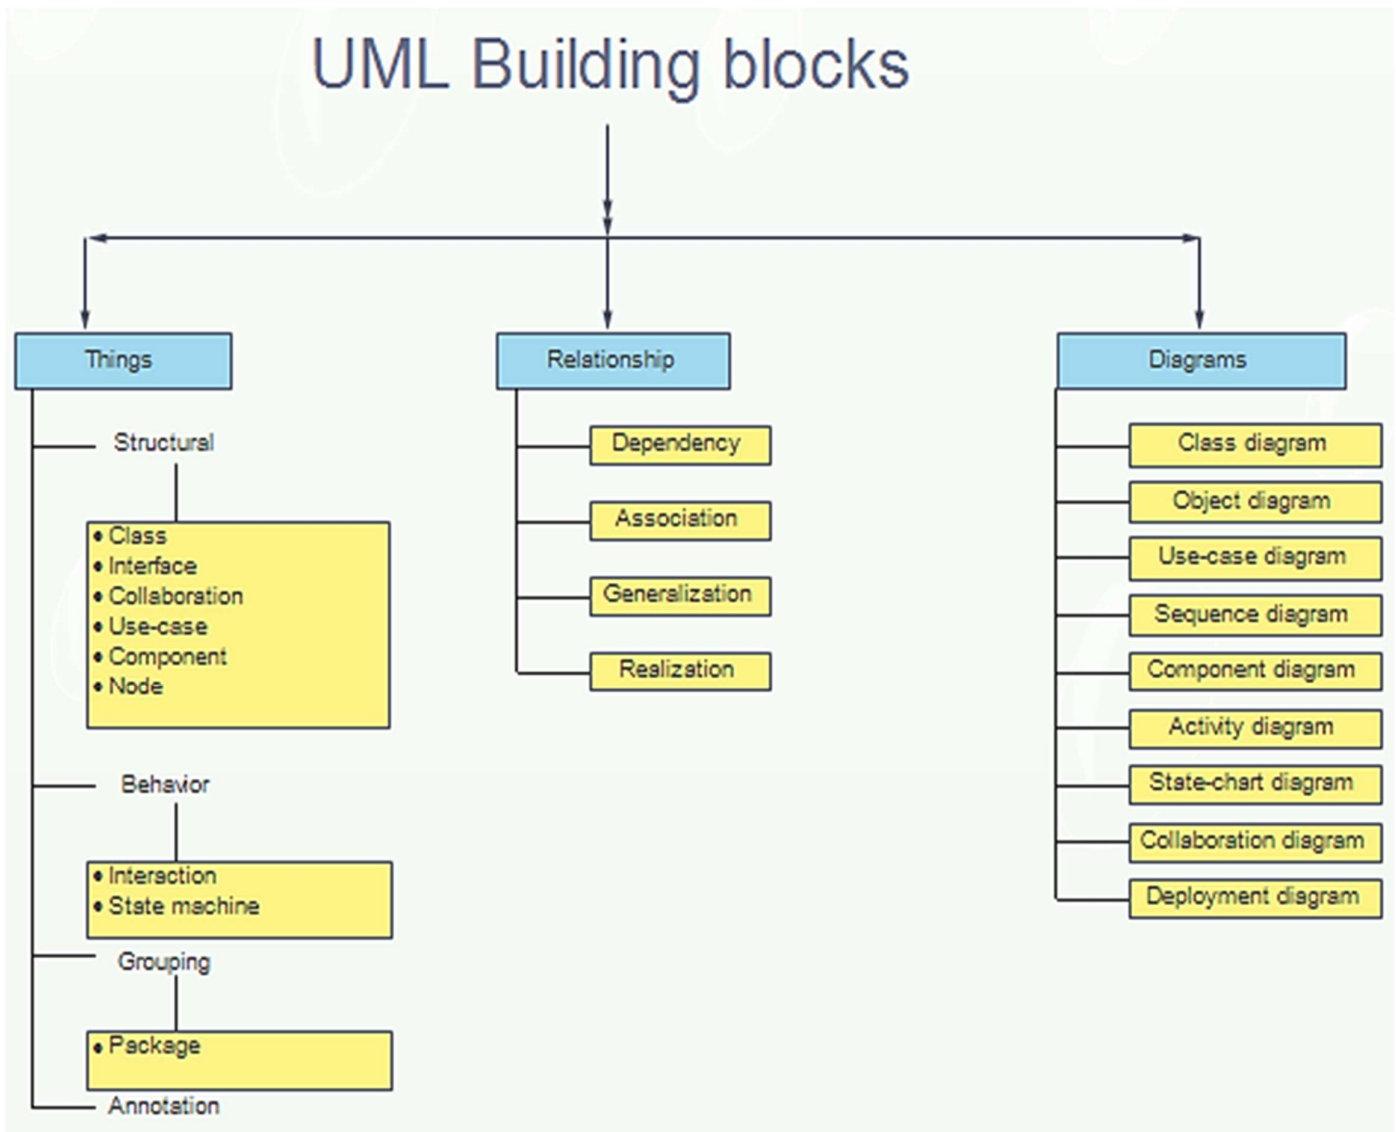 UML Building blocks
Things
Structural
• Class
• Interface
• Collaboration
• Use-case
• Component
• Node
Behavior
• Interaction
• State machine
Grouping
• Package
Annotation
Relationship
Dependency
Association
Generalization
Realization
Diagrams
Class diagram
Object diagram
Use-case diagram
Sequence diagram
Component diagram
Activity diagram
State-chart diagram
Collaboration diagram
Deployment diagram